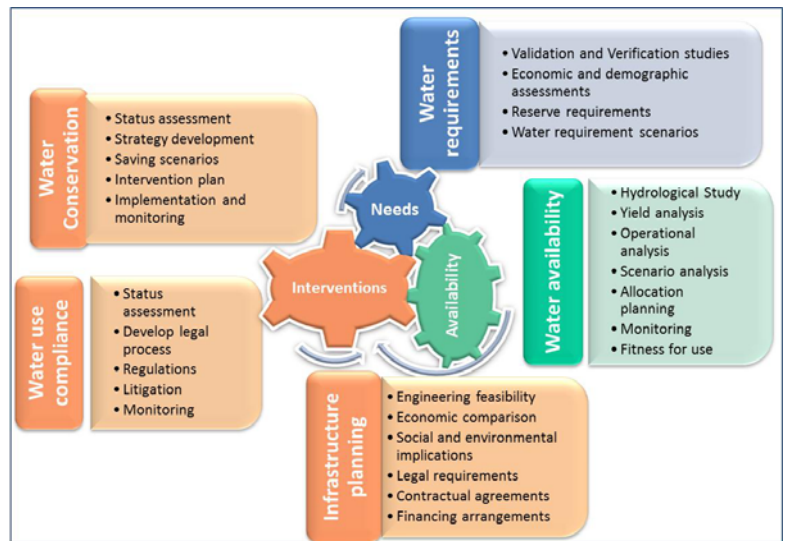 Water
requirements
• Validation and Verification studies
• Economic and demographic
assessments
• Reserve requirements
• Water requirement scenarios
Water
Conservation
• Status assessment
• Strategy development
• Saving scenarios
• Intervention plan
• Implementation and
monitoring
Needs
Interventions
Availability
Water availability
• Hydrological Study
• Yield analysis
• Operational
analysis
• Scenario analysis
• Allocation
planning
• Monitoring
• Fitness for use
Water use
compliance
• Status
assessment
• Develop legal
process
• Regulations
• Litigation
• Monitoring
Infrastructure
planning
• Engineering feasibility
• Economic comparison
• Social and environmental
implications
• Legal requirements
• Contractual agreements
• Financing arrangements